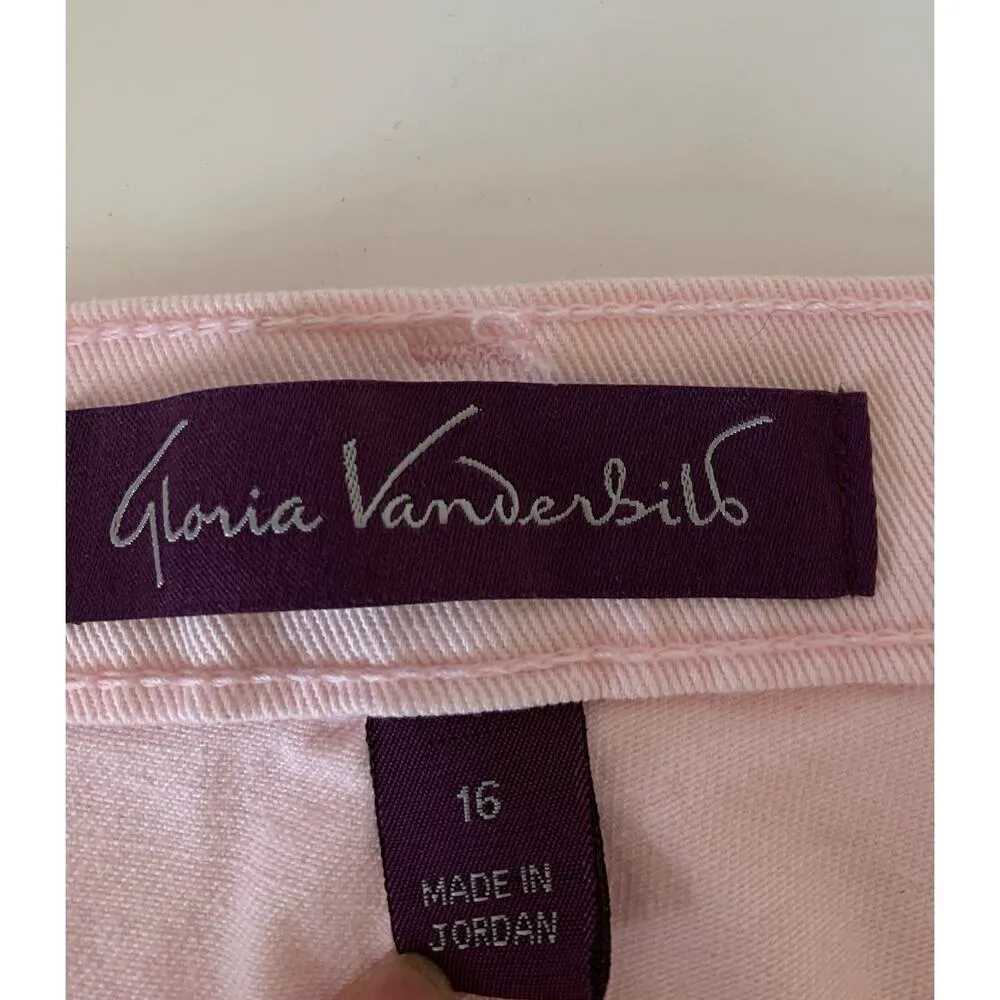 Gloria Vanderbilt
16
MADE IN
JORDAN